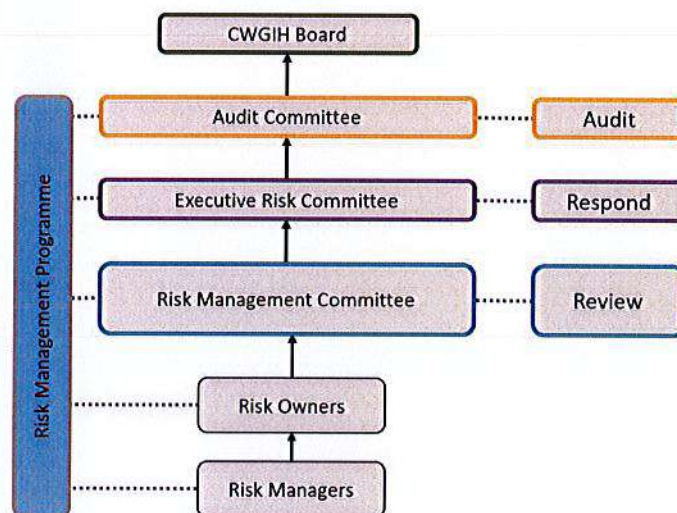 CWGIH Board
Audit Committee
Audit
Executive Risk Committee
Respond
Risk Management Committee
Review
Risk Owners
Risk Managers
Risk Management Programme